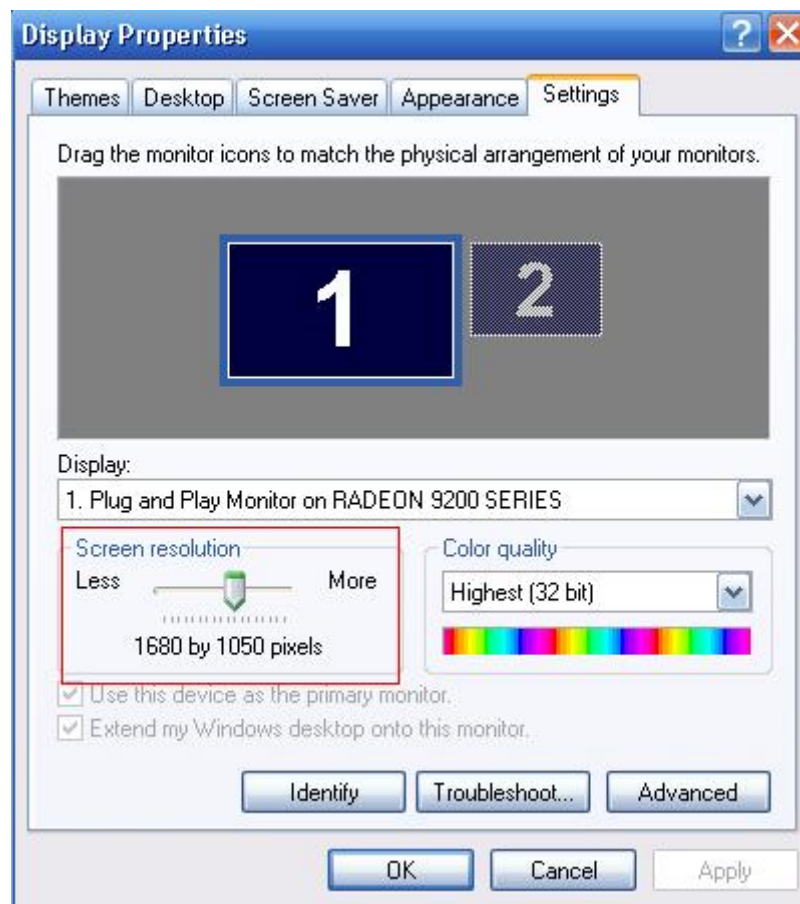 Display Properties
Themes Desktop Screen Saver Appearance Settings
Drag the monitor icons to match the physical arrangement of your monitors.
1 2
Display:
1. Plug and Play Monitor on RADEON 9200 SERIES
Screen resolution
Less More
1680 by 1050 pixels
Color quality
Highest (32 bit)
Use this device as the primary monitor.
Extend my Windows desktop onto this monitor.
Identify Troubleshoot... Advanced
OK Cancel Apply